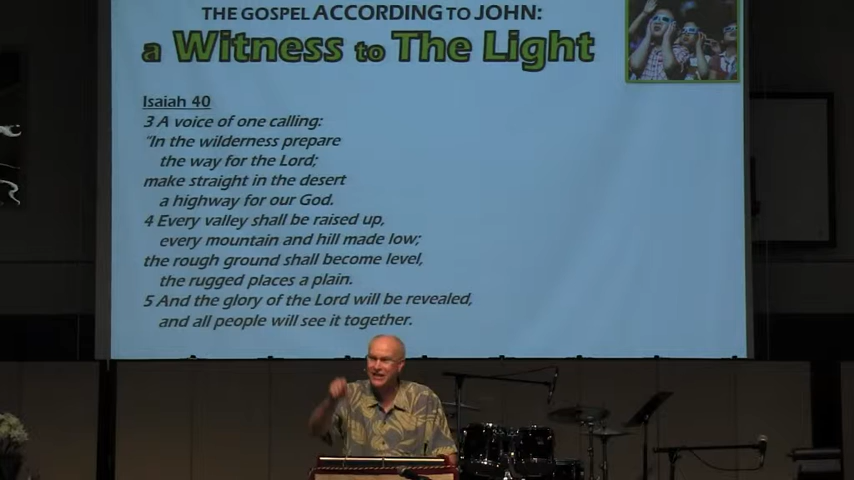 THE GOSPEL ACCORDING TO JOHN:
a Witness to The Light
Isaiah 40
3 A voice of one calling:
"In the wilderness prepare
the way for the Lord;
make straight in the desert
a highway for our God.
4 Every valley shall be raised up,
every mountain and hill made low;
the rough ground shall become level,
the rugged places a plain.
5 And the glory of the Lord will be revealed,
and all people will see it together.